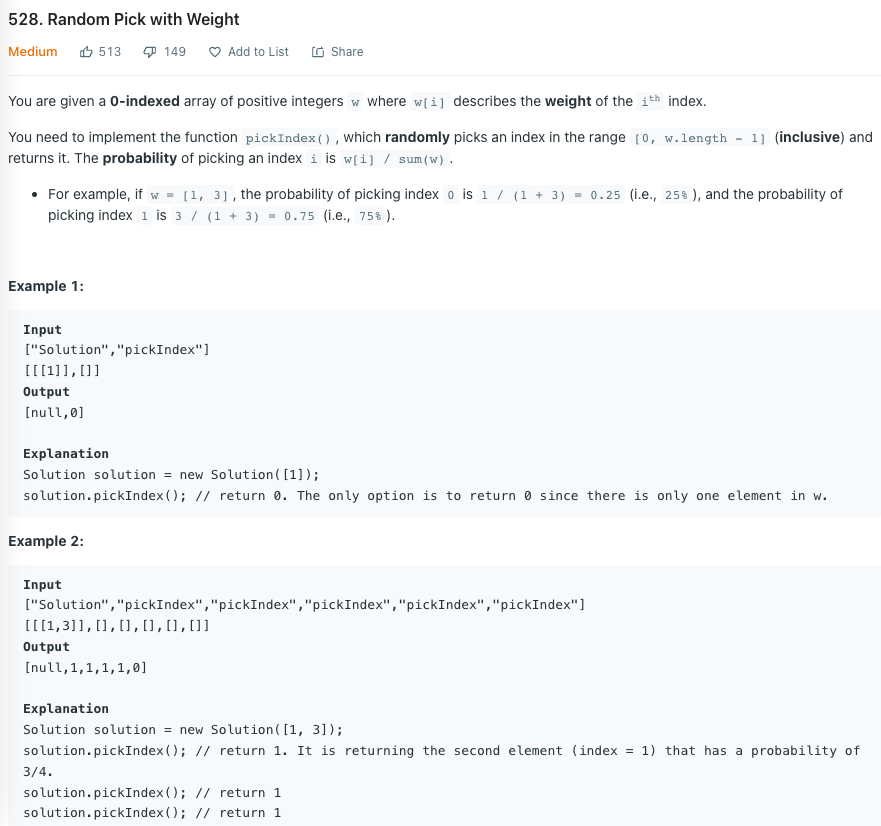 528. Random Pick with Weight
Medium 513 149 Add to List Share
You are given a 0-indexed array of positive integers w where w[i] describes the weight of the ith index.
You need to implement the function pickIndex(), which randomly picks an index in the range [0, w.length - 1] (inclusive) and
returns it. The probability of picking an index i is w[i] / sum(w).
• For example, if w = [1, 3], the probability of picking index 0 is 1 / (1 + 3) = 0.25 (i.e., 25%), and the probability of
picking index 1 is 3 / (1 + 3) = 0.75 (i.e., 75%).
Example 1:
Input
["Solution","pickIndex"]
[[[1]],[]]
Output
[null,0]
Explanation
Solution solution = new Solution([1]);
solution.pickIndex(); // return 0. The only option is to return 0 since there is only one element in w.
Example 2:
Input
["Solution","pickIndex","pickIndex","pickIndex","pickIndex","pickIndex"]
[[[1,3]],[],[],[],[],[]]
Output
[null,1,1,1,1,0]
Explanation
Solution solution = new Solution([1, 3]);
solution.pickIndex(); // return 1. It is returning the second element (index = 1) that has a probability of
3/4.
solution.pickIndex(); // return 1
solution.pickIndex(); // return 1